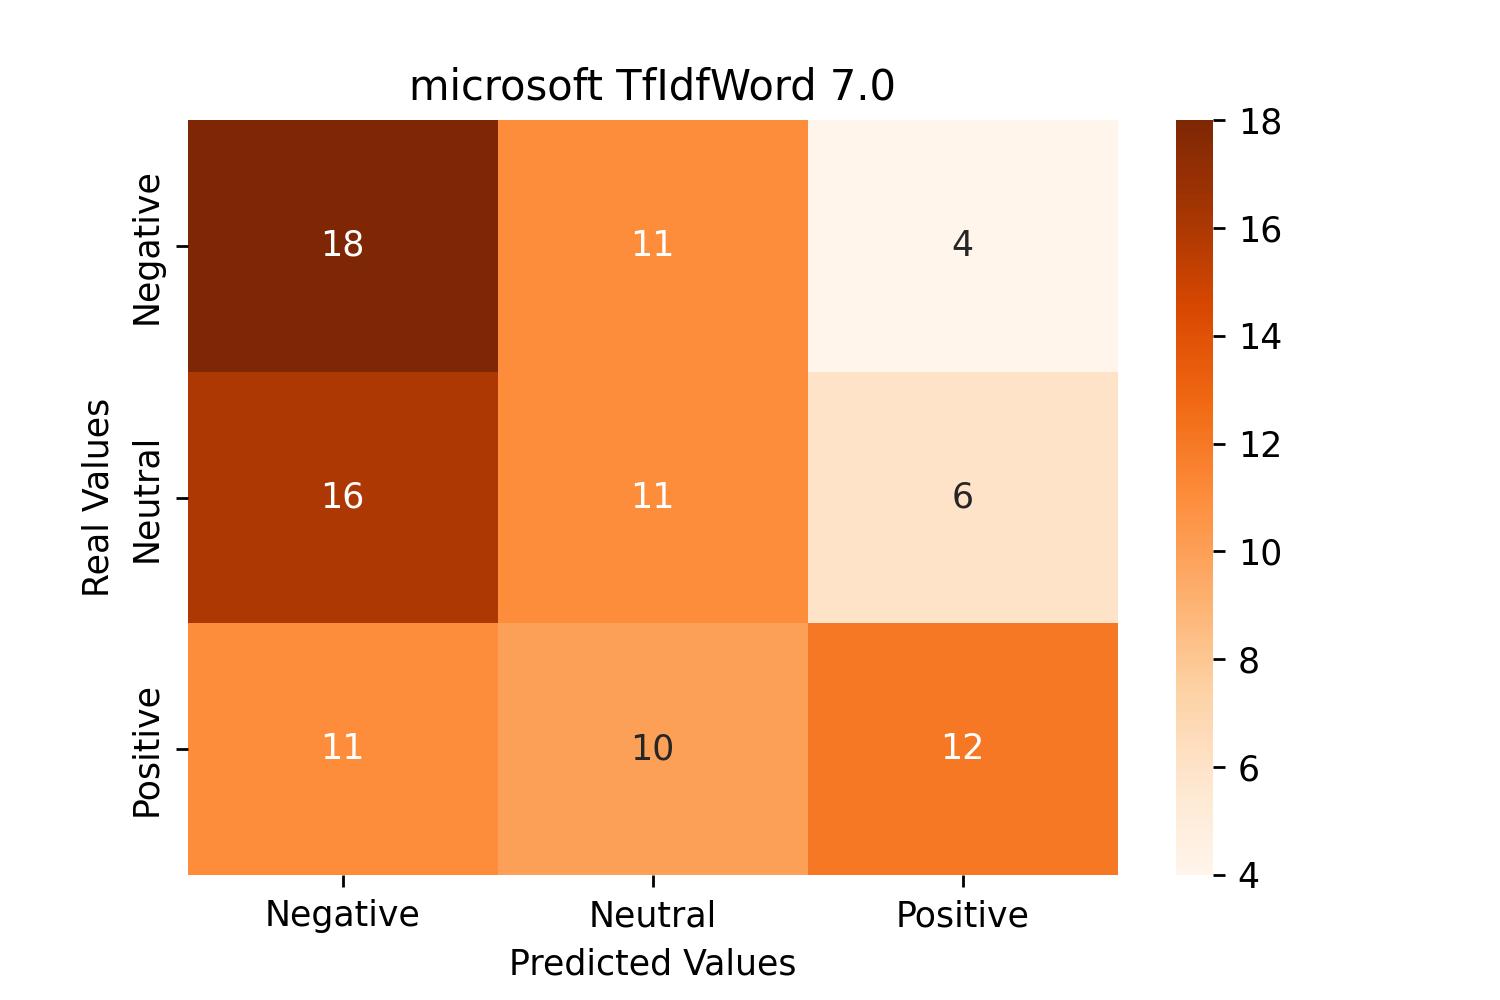 microsoft TfIdfWord 7.0
Real Values
Negative
18 11 4
Neutral
16 11 6
Positive
11 10 12
Negative Neutral Positive
Predicted Values
18
16
14
12
10
8
6
4